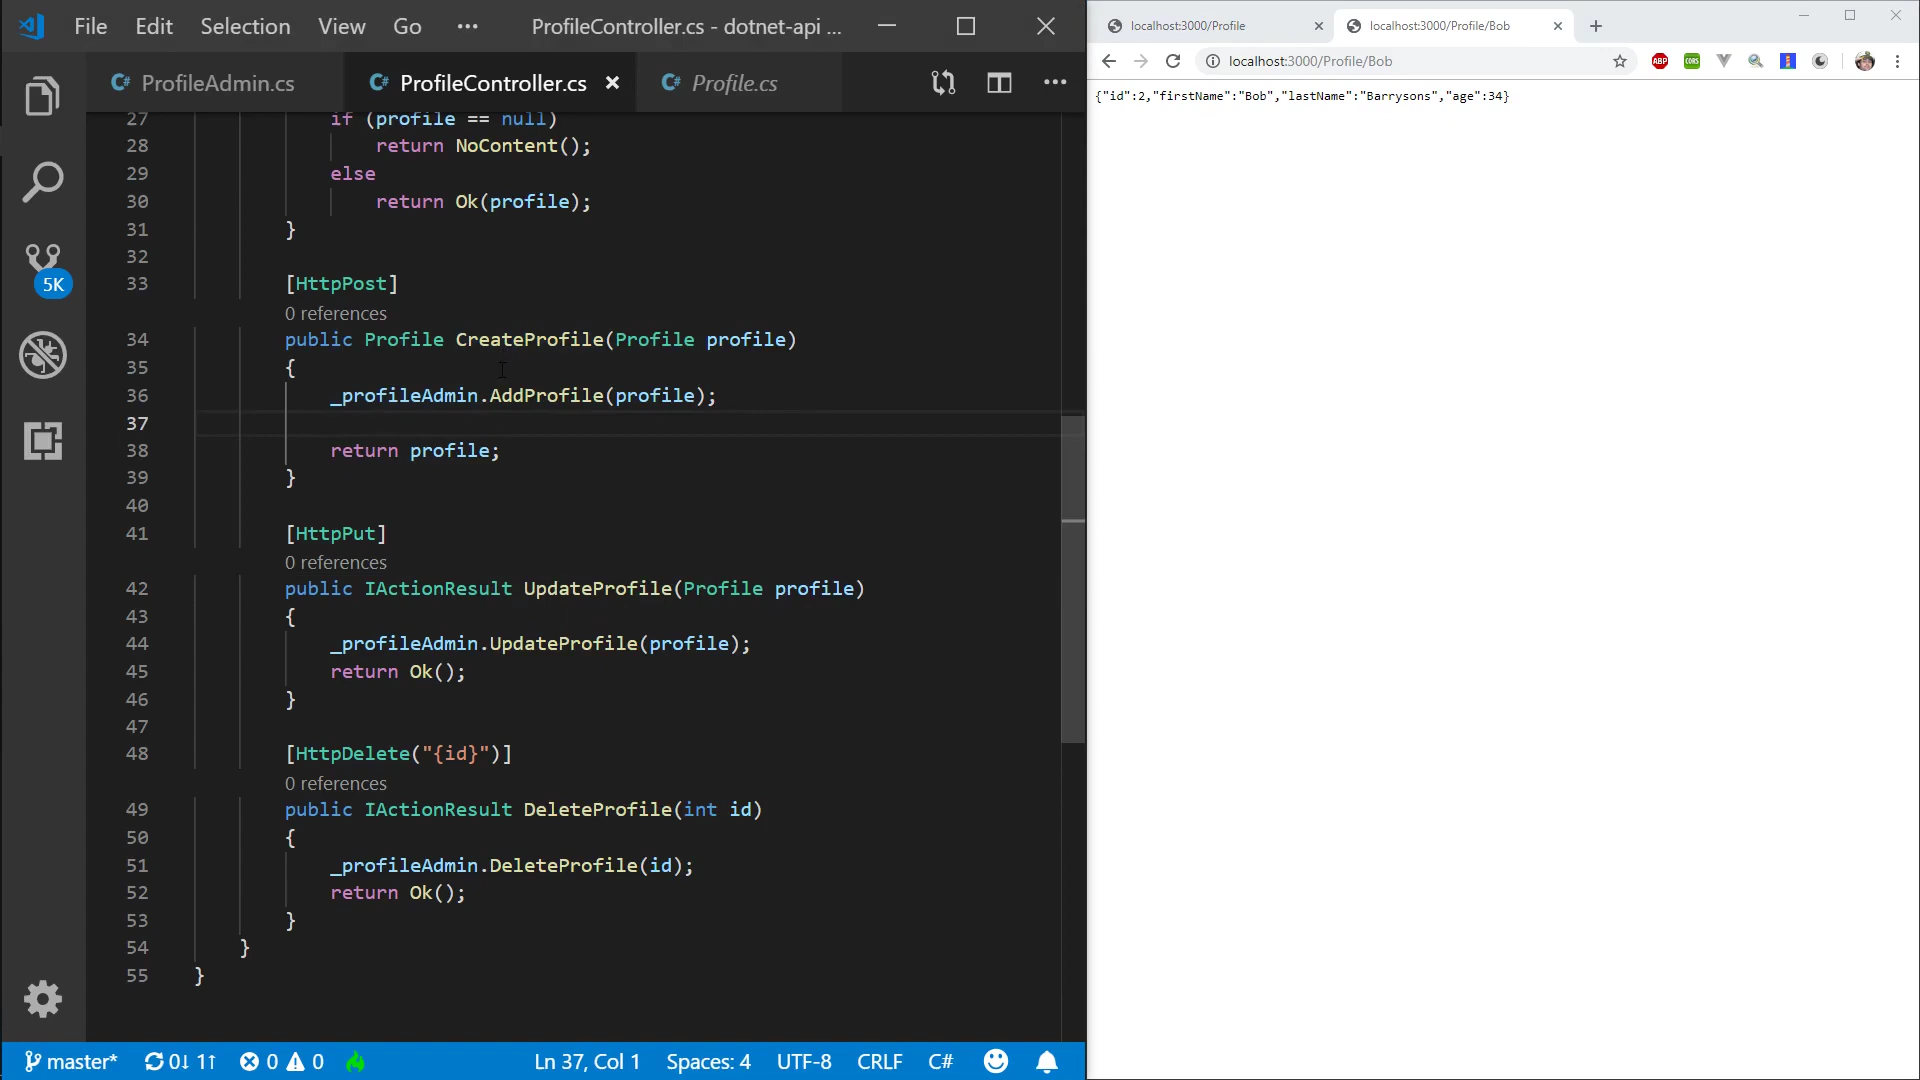 File Edit Selection View Go ··· ProfileController.cs - dotnet-api ...
ProfileAdmin.cs ProfileController.cs Profile.cs
27 if (profile == null)
28 return NoContent();
29 else
30 return Ok(profile);
31 }
32
33 [HttpPost]
0 references
34 public Profile CreateProfile(Profile profile)
35 {
36 _profileAdmin.AddProfile(profile);
37
38 return profile;
39 }
40
41 [HttpPut]
0 references
42 public IActionResult UpdateProfile(Profile profile)
43 {
44 _profileAdmin.UpdateProfile(profile);
45 return Ok();
46 }
47
48 [HttpDelete("{id}")]
0 references
49 public IActionResult DeleteProfile(int id)
50 {
51 _profileAdmin.DeleteProfile(id);
52 return Ok();
53 }
54 }
55 }
5K
master* 0↓ 1↑ 0 0 Ln 37, Col 1 Spaces: 4 UTF-8 CRLF C#
localhost:3000/Profile localhost:3000/Profile/Bob
localhost:3000/Profile/Bob ABP CORS
{"id":2,"firstName":"Bob","lastName":"Barrysons","age":34}